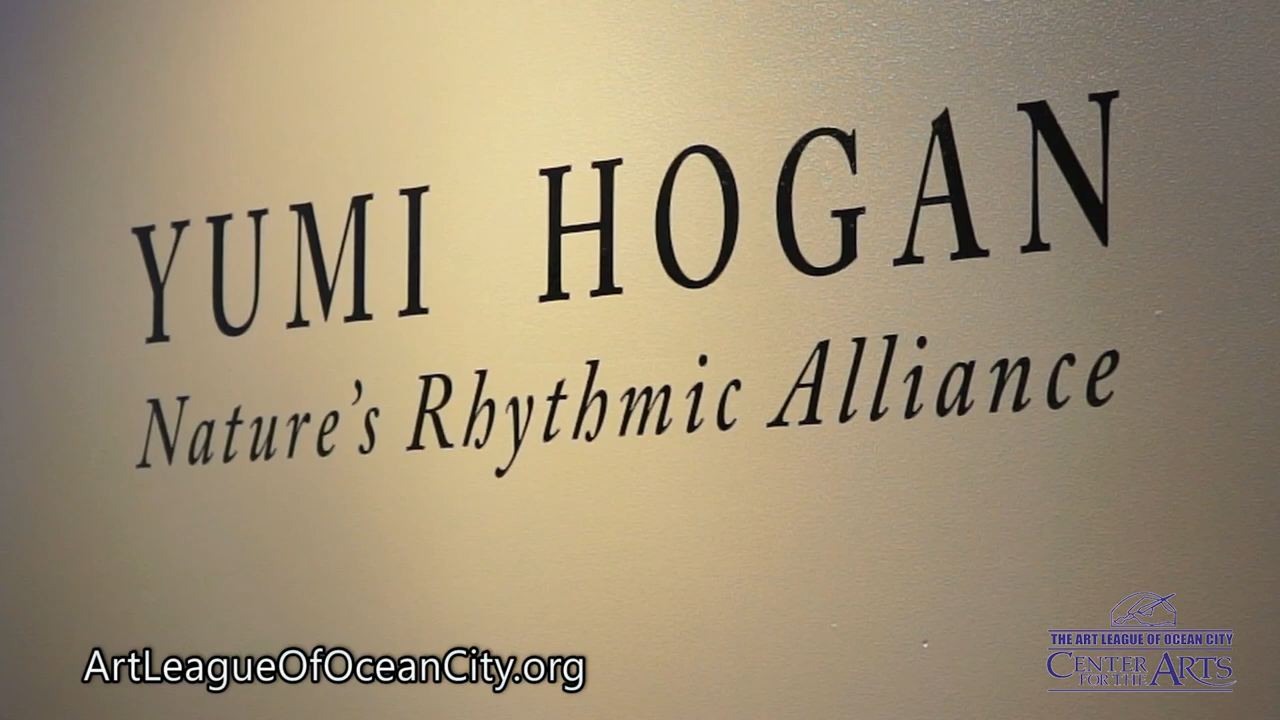 YUMI HOGAN
Nature's Rhythmic Alliance
ArtLeagueOfOceanCity.org
THE ART LEAGUE OF OCEAN CITY
CENTER FOR THE ARTS